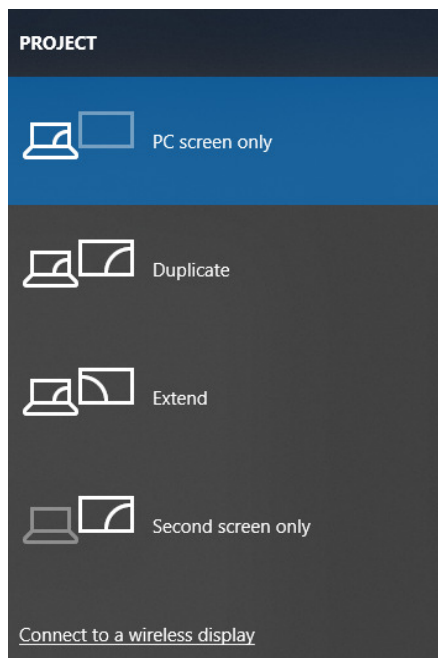 PROJECT
PC screen only
Duplicate
Extend
Second screen only
Connect to a wireless display